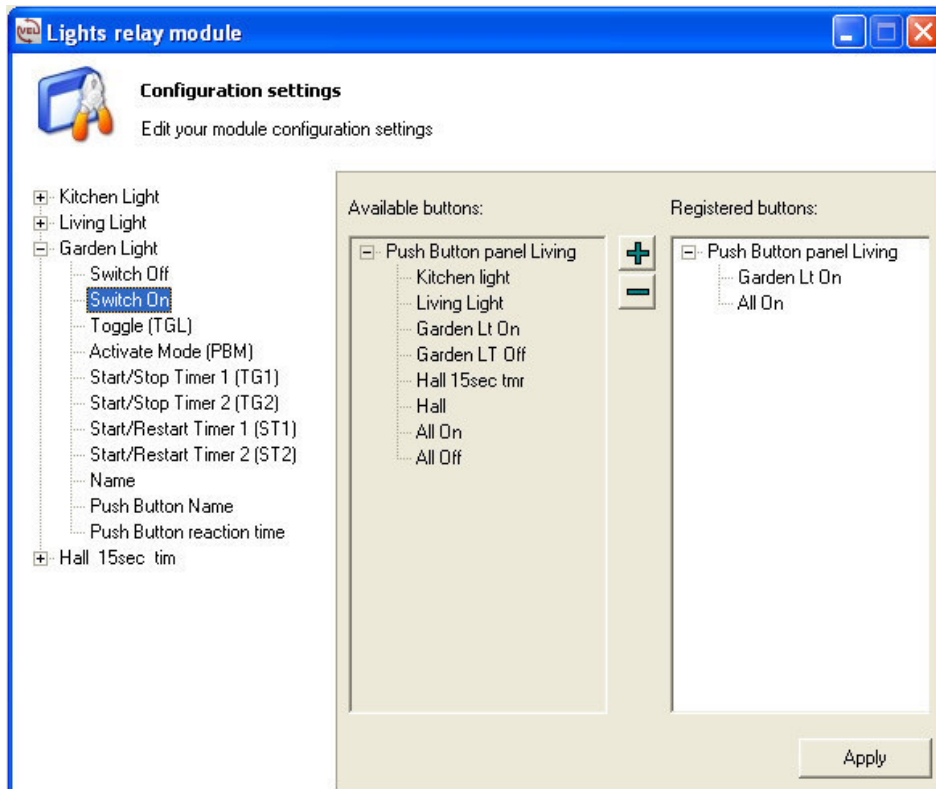 VEL
Lights relay module
Configuration settings
Edit your module configuration settings
Kitchen Light
Living Light
Garden Light
Switch Off
Switch On
Toggle (TGL)
Activate Mode (PBM)
Start/Stop Timer 1 (TG1)
Start/Stop Timer 2 (TG2)
Start/Restart Timer 1 (ST1)
Start/Restart Timer 2 (ST2)
Name
Push Button Name
Push Button reaction time
Hall 15sec tim
Available buttons:
Push Button panel Living
Kitchen light
Living Light
Garden Lt On
Garden LT Off
Hall 15sec tmr
Hall
All On
All Off
Registered buttons:
Push Button panel Living
Garden Lt On
All On
Apply